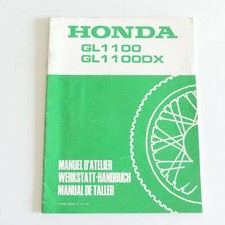 HONDA
GL1100
GL1100DX
MANUEL D'ATELIER
WERKSTATT-HANDBUCH
MANUAL DE TALLER